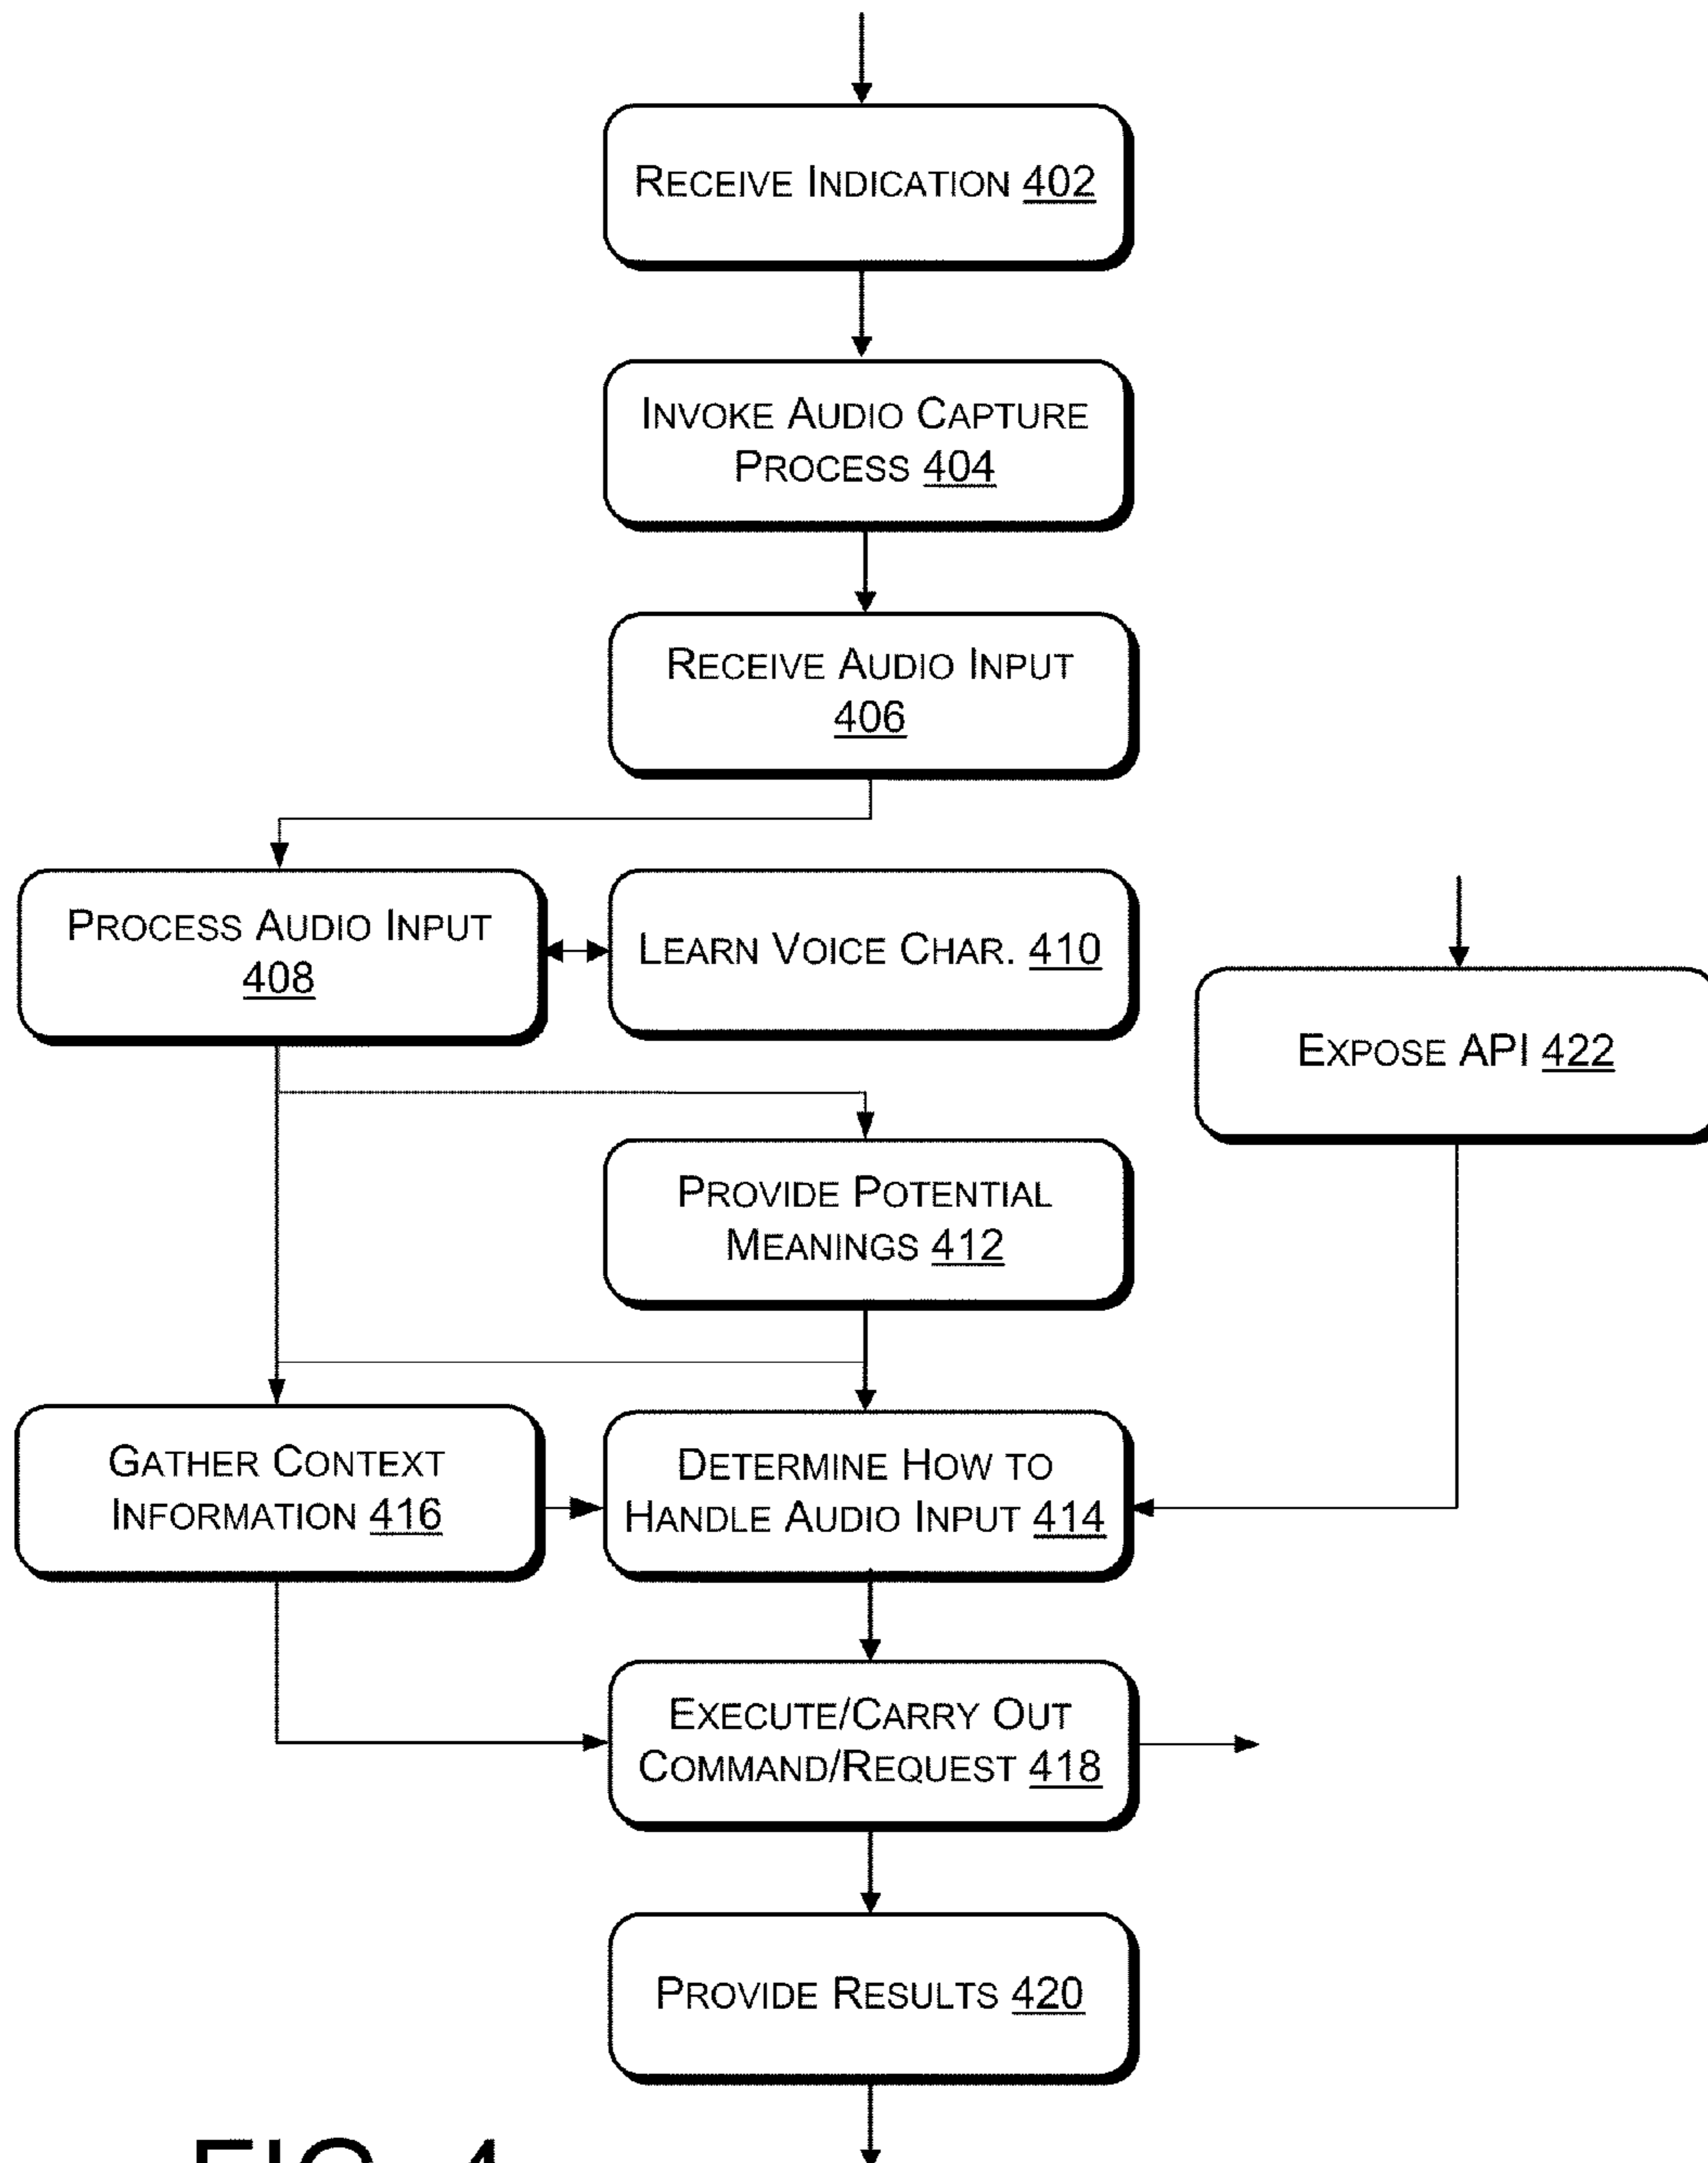 RECEIVE INDICATION 402
INVOKE AUDIO CAPTURE
PROCESS 404
RECEIVE AUDIO INPUT
406
PROCESS AUDIO INPUT
408
LEARN VOICE CHAR. 410
EXPOSE API 422
PROVIDE POTENTIAL
MEANINGS 412
GATHER CONTEXT
INFORMATION 416
DETERMINE HOW TO
HANDLE AUDIO INPUT 414
EXECUTE/CARRY OUT
COMMAND/REQUEST 418
PROVIDE RESULTS 420
FIG. 4